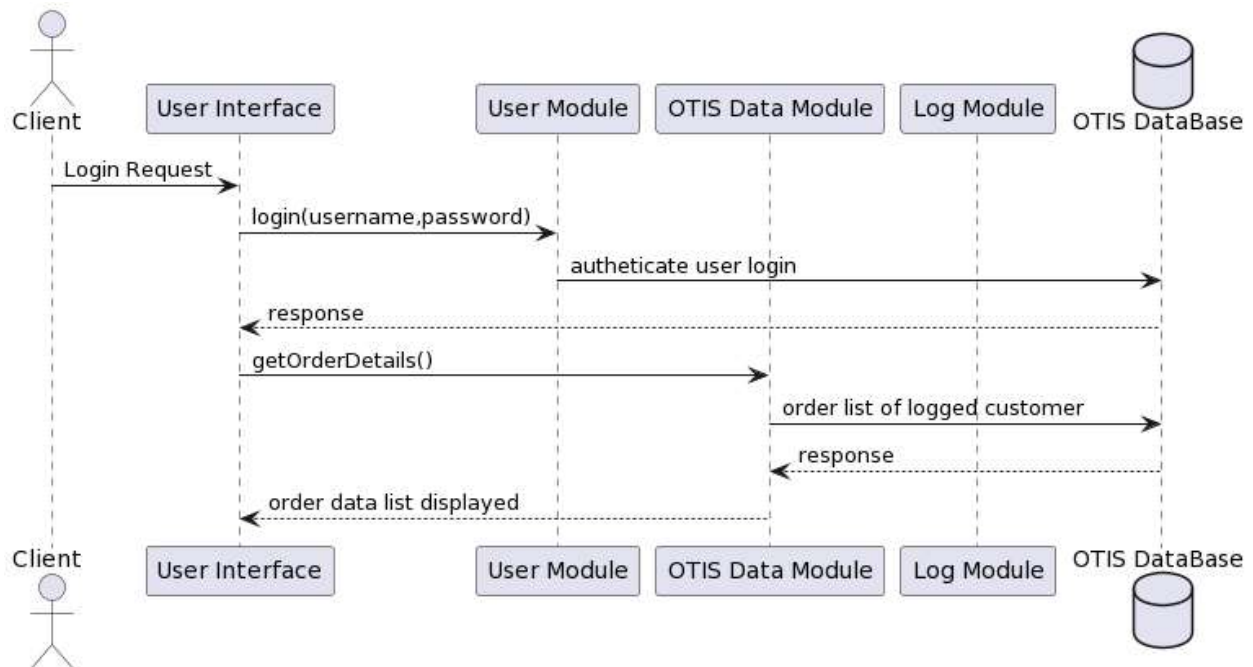 Client
User Interface
User Module
OTIS Data Module
Log Module
OTIS DataBase
Login Request
login(username,password)
autheticate user login
response
getOrderDetails()
order list of logged customer
response
order data list displayed
Client
User Interface
User Module
OTIS Data Module
Log Module
OTIS DataBase